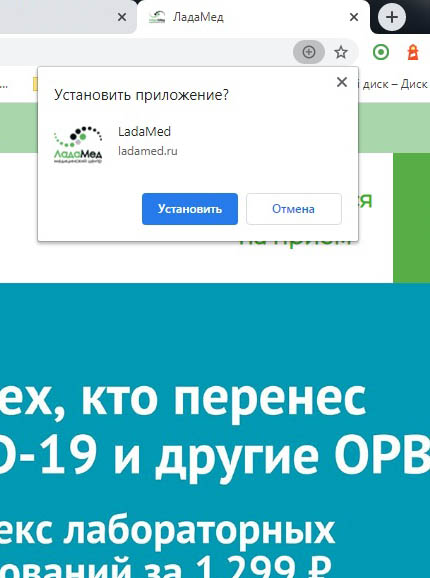 ЛадаМед
й диск – Диск
Установить приложение?
LadaMed
ladamed.ru
ЛадаМед
медицинский центр
Установить
Отмена
ся
на приём
ех, кто перенес
-19 и другие ОРВ
екс лабораторных
ований за 1 299 ₽